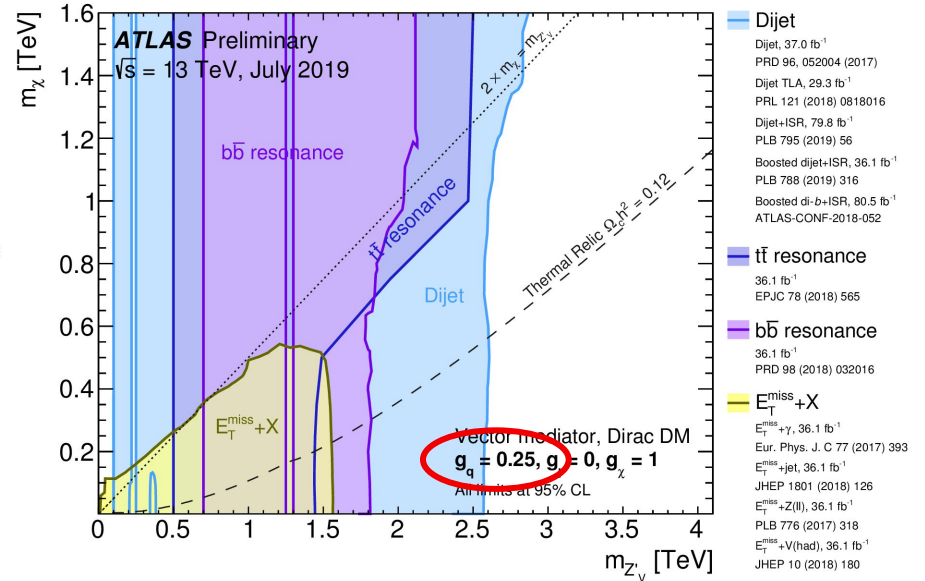 1.6
1.4
1.2
1
0.8
0.6
0.4
0.2
0
0.5
1
1.5
2
2.5
3
3.5
4
m_χ [TeV]
m_Z'_V [TeV]
ATLAS Preliminary
√s = 13 TeV, July 2019
bb̄ resonance
tt̄ resonance
Dijet
E_T^miss+X
2 × m_χ = m_Z'_V
Thermal Relic Ω_c h² = 0.12
Vector mediator, Dirac DM
g_q = 0.25, g = 0, g_χ = 1
All limits at 95% CL
Dijet
Dijet, 37.0 fb⁻¹
PRD 96, 052004 (2017)
Dijet TLA, 29.3 fb⁻¹
PRL 121 (2018) 0818016
Dijet+ISR, 79.8 fb⁻¹
PLB 795 (2019) 56
Boosted dijet+ISR, 36.1 fb⁻¹
PLB 788 (2019) 316
Boosted di-b+ISR, 80.5 fb⁻¹
ATLAS-CONF-2018-052
tt̄ resonance
36.1 fb⁻¹
EPJC 78 (2018) 565
bb̄ resonance
36.1 fb⁻¹
PRD 98 (2018) 032016
E_T^miss+X
E_T^miss+γ, 36.1 fb⁻¹
Eur. Phys. J. C 77 (2017) 393
E_T^miss+jet, 36.1 fb⁻¹
JHEP 1801 (2018) 126
E_T^miss+Z(ll), 36.1 fb⁻¹
PLB 776 (2017) 318
E_T^miss+V(had), 36.1 fb⁻¹
JHEP 10 (2018) 180